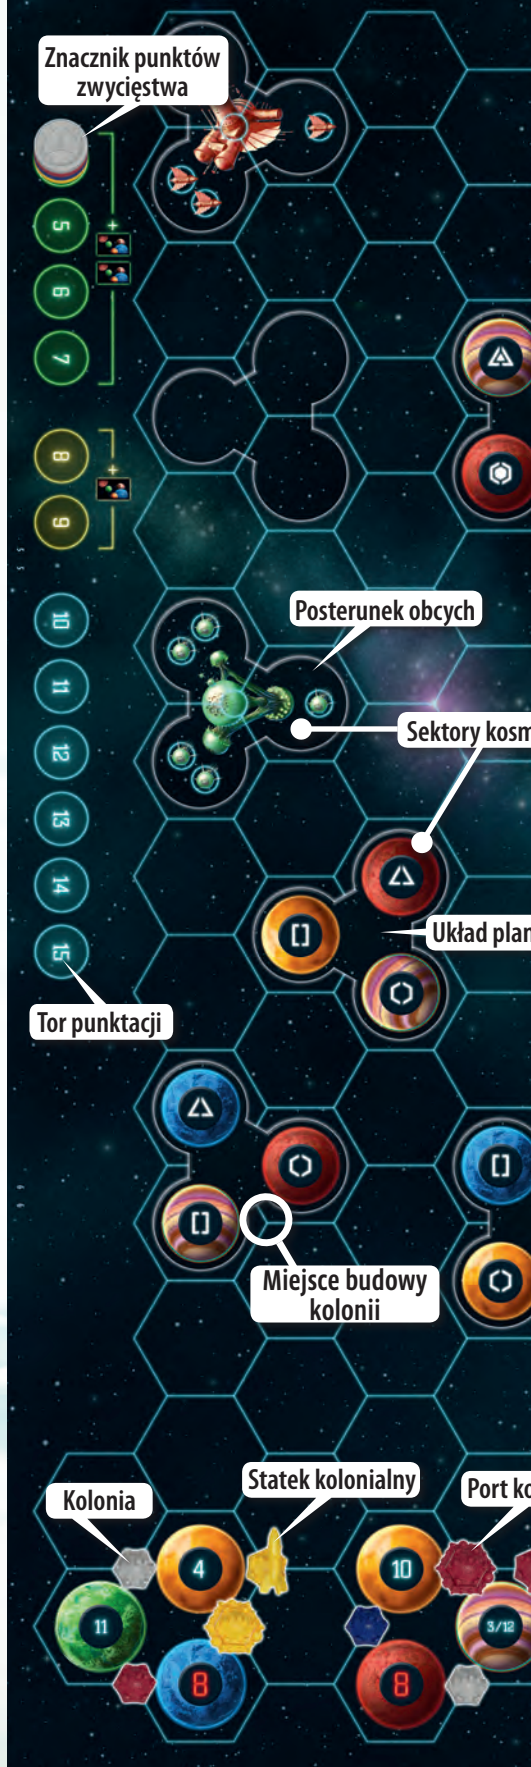 Znacznik punktów
zwycięstwa
5
6
7
8
9
Posterunek obcych
10
11
12
13
14
15
Sektory kosm
Układ plan
Tor punktacji
Miejsce budowy
kolonii
Kolonia
Statek kolonialny
Port ko
4
10
11
3/12
8
8